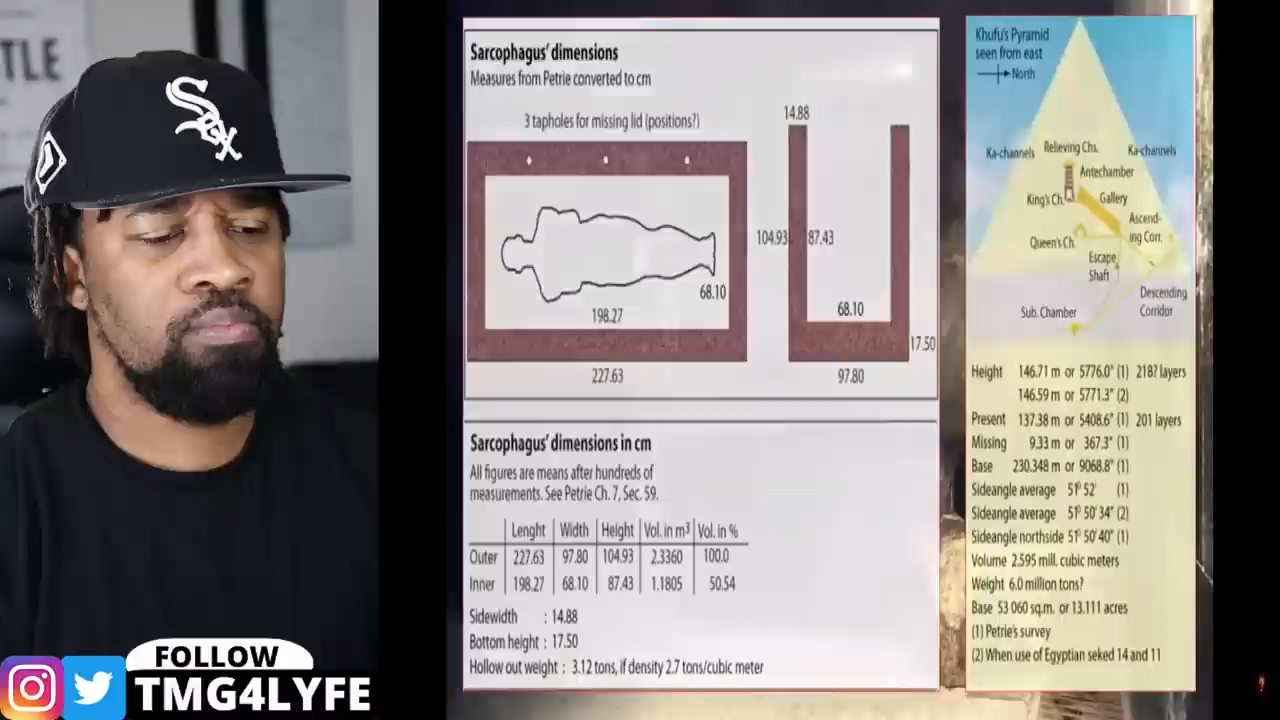 TLE
Sox
FOLLOW
TMG4LYFE
Sarcophagus' dimensions
Measures from Petrie converted to cm
3 tapholes for missing lid (positions?)
68.10
198.27
227.63
14.88
104.93
87.43
68.10
17.50
97.80
Sarcophagus' dimensions in cm
All figures are means after hundreds of
measurements. See Petrie Ch. 7, Sec. 59.
Lenght Width Height Vol. in m³ Vol. in %
Outer 227.63 97.80 104.93 2.3360 100.0
Inner 198.27 68.10 87.43 1.1805 50.54
Sidewidth : 14.88
Bottom height : 17.50
Hollow out weight : 3.12 tons, if density 2.7 tons/cubic meter
Khufu's Pyramid
seen from east
North
Ka-channels
Relieving Chs.
Ka-channels
Antechamber
King's Ch.
Gallery
Ascend-
ing Corr.
Queen's Ch.
Escape
Shaft
Descending
Corridor
Sub. Chamber
Height 146.71 m or 5776.0" (1) 218? layers
146.59 m or 5771.3" (2)
Present 137.38 m or 5408.6" (1) 201 layers
Missing 9.33 m or 367.3" (1)
Base 230.348 m or 9068.8" (1)
Sideangle average 51° 52' (1)
Sideangle average 51° 50' 34" (2)
Sideangle northside 51° 50' 40" (1)
Volume 2.595 mill. cubic meters
Weight 6.0 million tons?
Base 53 060 sq.m. or 13.111 acres
(1) Petrie's survey
(2) When use of Egyptian seked 14 and 11